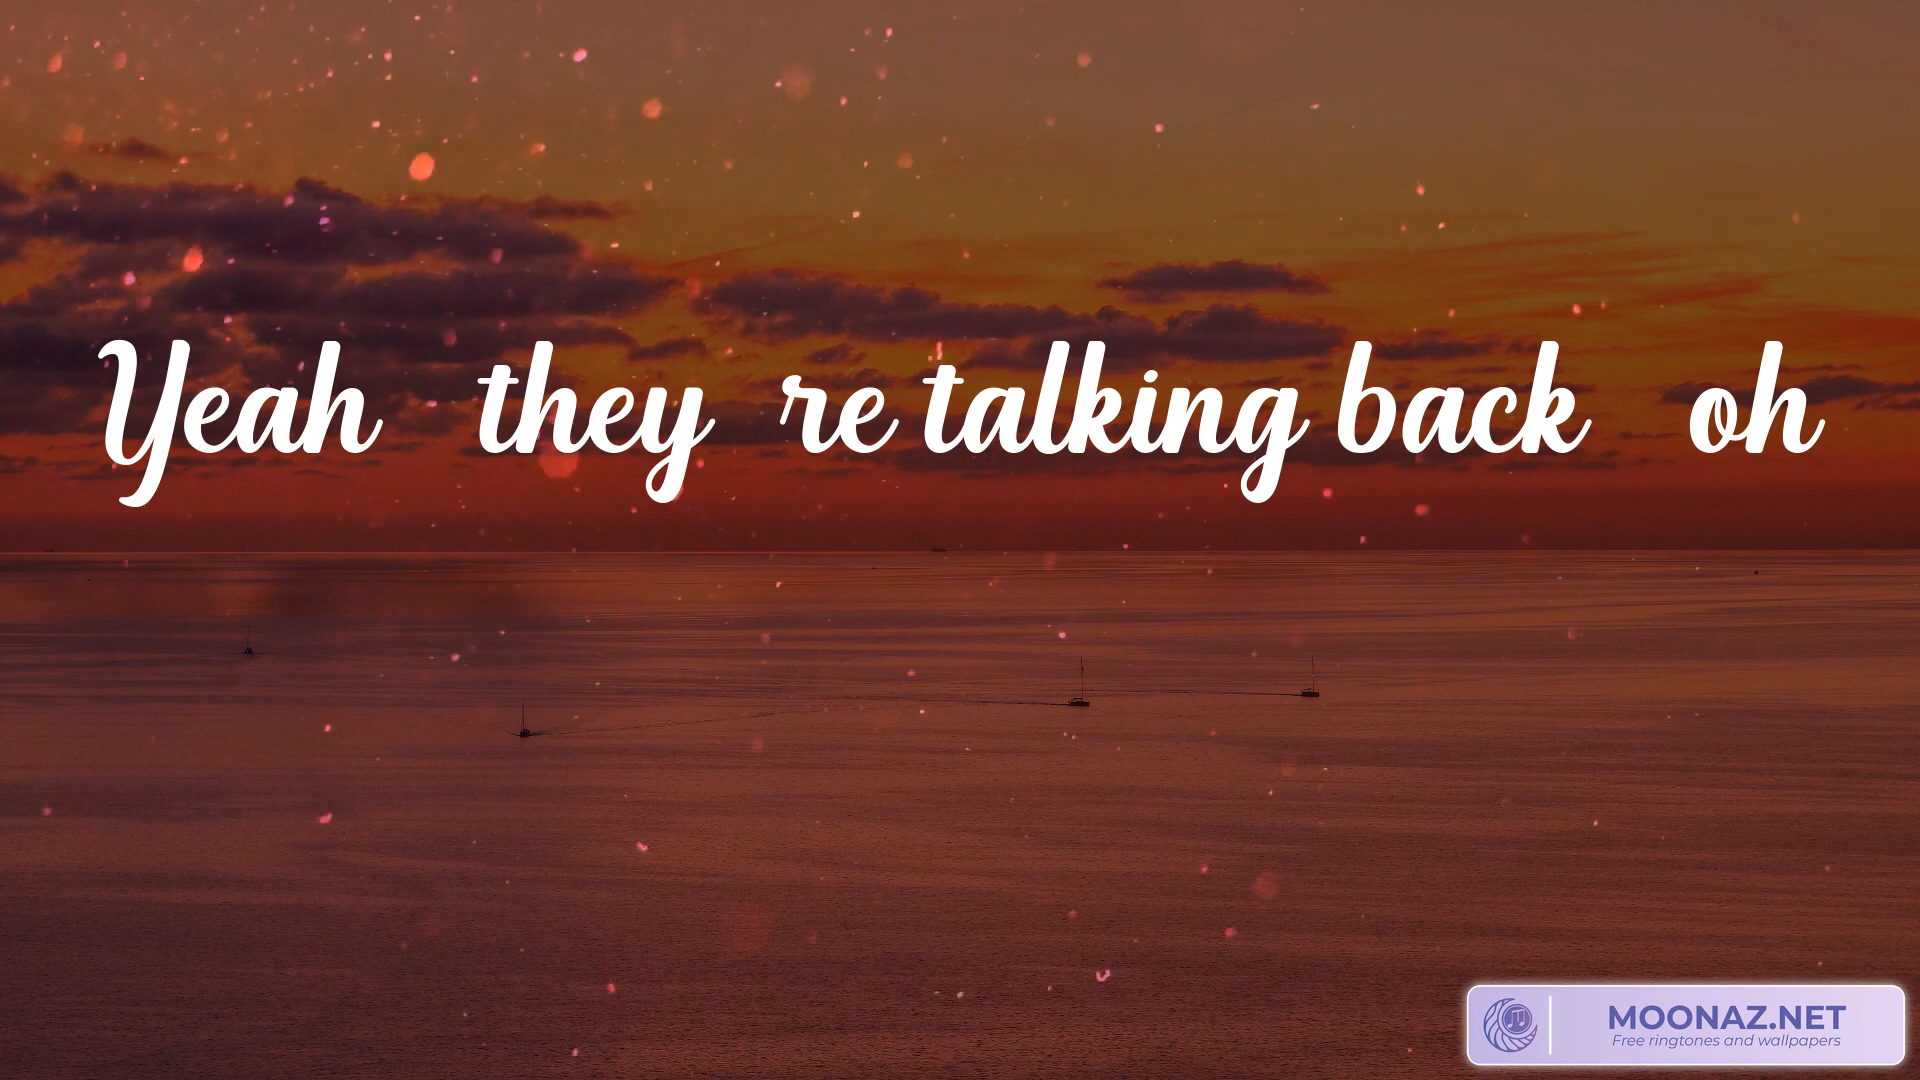 Yeah they re talking back oh
MOONAZ.NET
Free ringtones and wallpapers